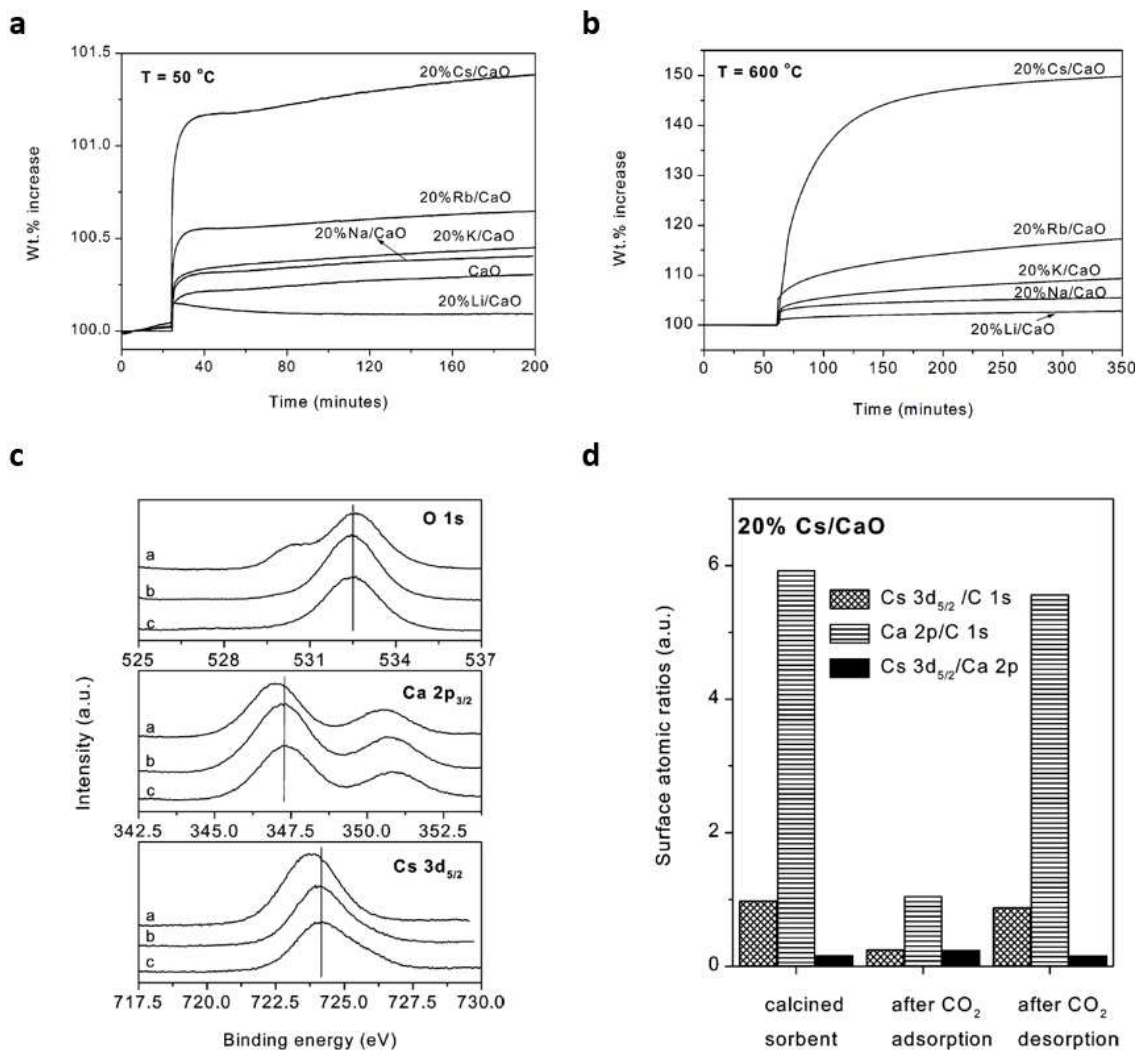 a
T = 50 °C
20%Cs/CaO
20%Rb/CaO
20%Na/CaO
20%K/CaO
CaO
20%Li/CaO
Wt.% increase
101.5
101.0
100.5
100.0
0 40 80 120 160 200
Time (minutes)
b
T = 600 °C
20%Cs/CaO
20%Rb/CaO
20%K/CaO
20%Na/CaO
20%Li/CaO
Wt.% increase
150
140
130
120
110
100
0 50 100 150 200 250 300 350
Time (minutes)
c
O 1s
a
b
c
525 528 531 534 537
Ca 2p3/2
a
b
c
342.5 345.0 347.5 350.0 352.5
Cs 3d5/2
a
b
c
717.5 720.0 722.5 725.0 727.5 730.0
Intensity (a.u.)
Binding energy (eV)
d
20% Cs/CaO
Cs 3d5/2 /C 1s
Ca 2p/C 1s
Cs 3d5/2/Ca 2p
Surface atomic ratios (a.u.)
6
4
2
0
calcined
sorbent
after CO2
adsorption
after CO2
desorption